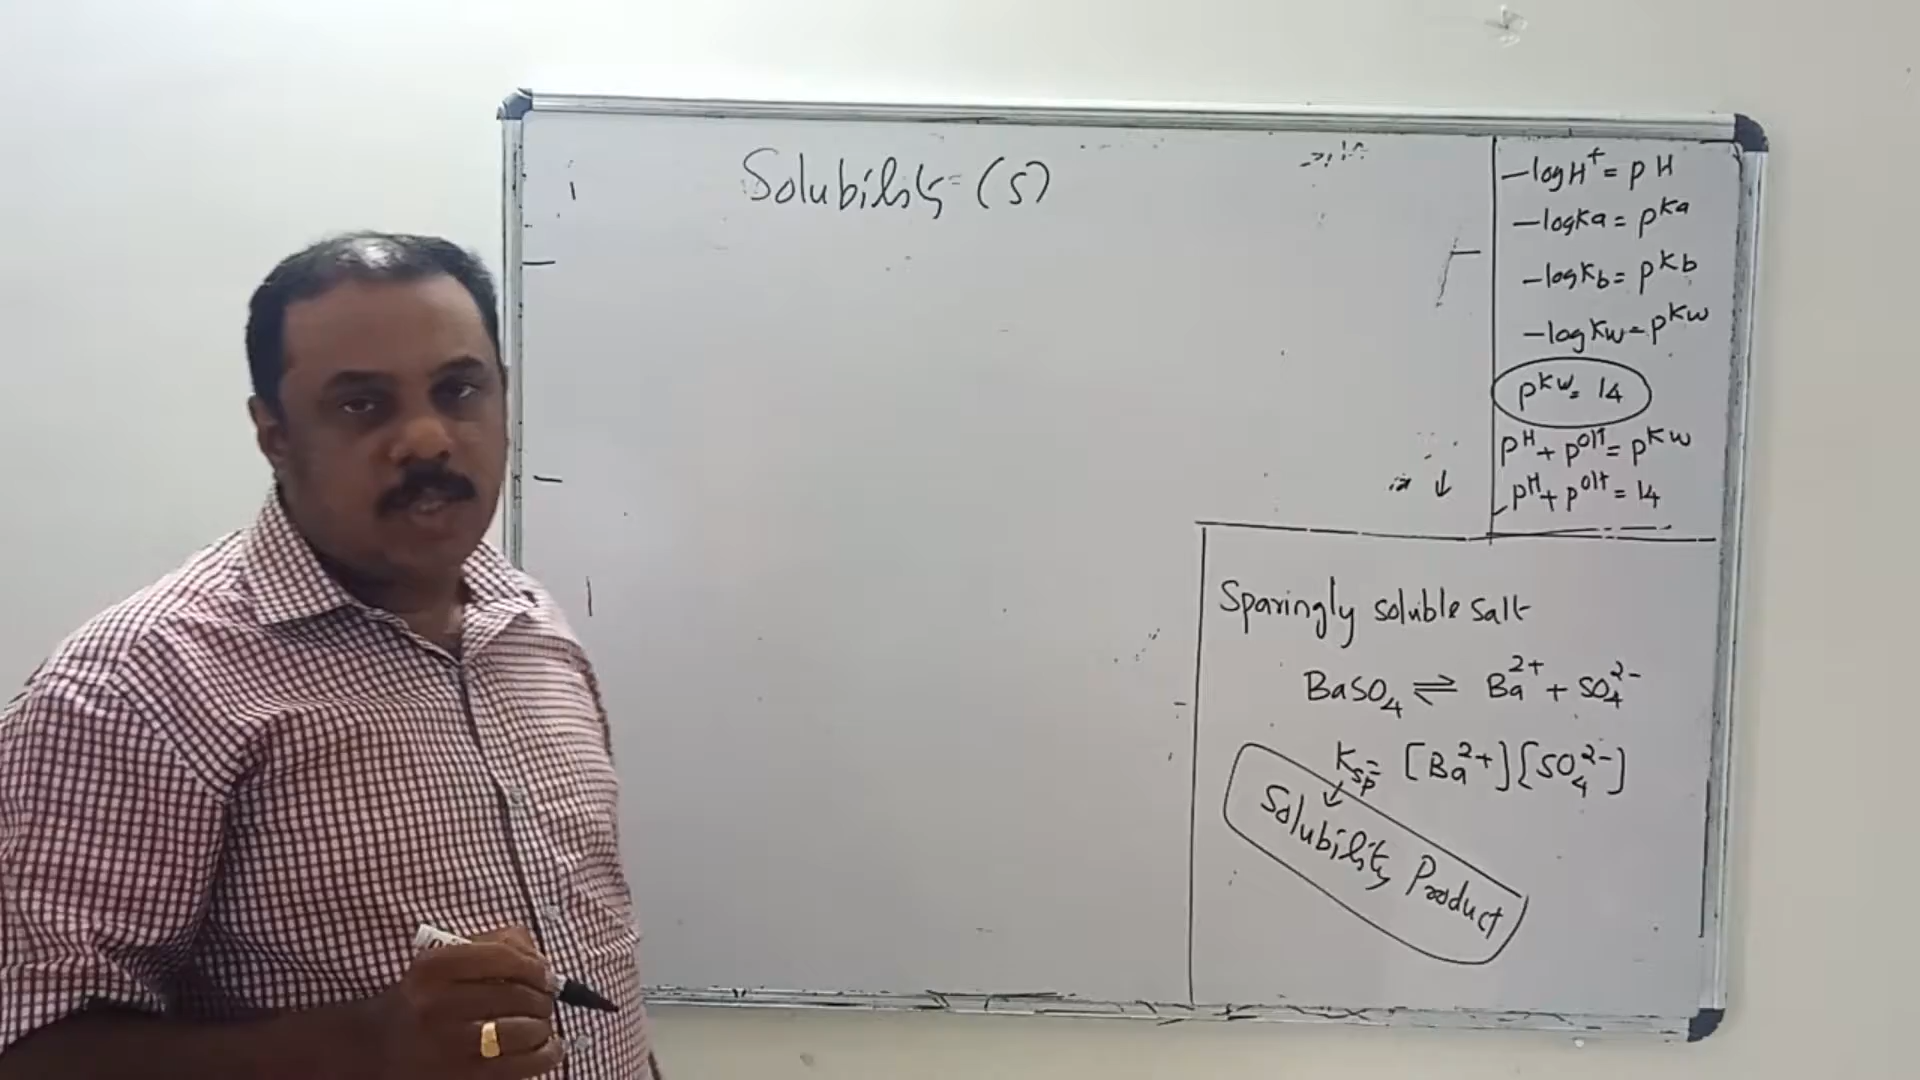 Solubility (S)
-log H⁺ = pH
-log Ka = pKa
-log Kb = pKb
-log Kw = pKw
pKw = 14
pH + pOH = pKw
pH + pOH = 14
Sparingly soluble salt
BaSO₄ ⇌ Ba²⁺ + SO₄²⁻
Ksp = [Ba²⁺][SO₄²⁻]
Solubility Product